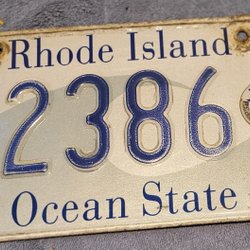 Rhode Island
2386
Ocean State